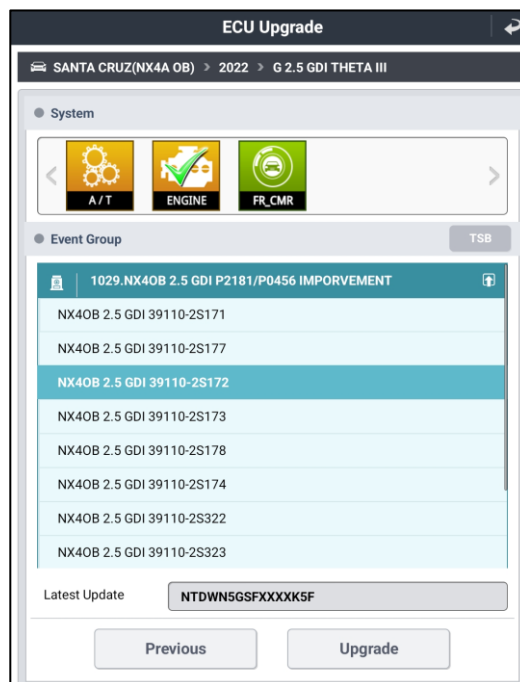 ECU Upgrade
SANTA CRUZ(NX4A OB) > 2022 > G 2.5 GDI THETA III
System
A/T ENGINE FR_CMR
Event Group TSB
1029.NX4OB 2.5 GDI P2181/P0456 IMPORVEMENT
NX4OB 2.5 GDI 39110-2S171
NX4OB 2.5 GDI 39110-2S177
NX4OB 2.5 GDI 39110-2S172
NX4OB 2.5 GDI 39110-2S173
NX4OB 2.5 GDI 39110-2S178
NX4OB 2.5 GDI 39110-2S174
NX4OB 2.5 GDI 39110-2S322
NX4OB 2.5 GDI 39110-2S323
Latest Update NTDWN5GSFXXXXK5F
Previous Upgrade